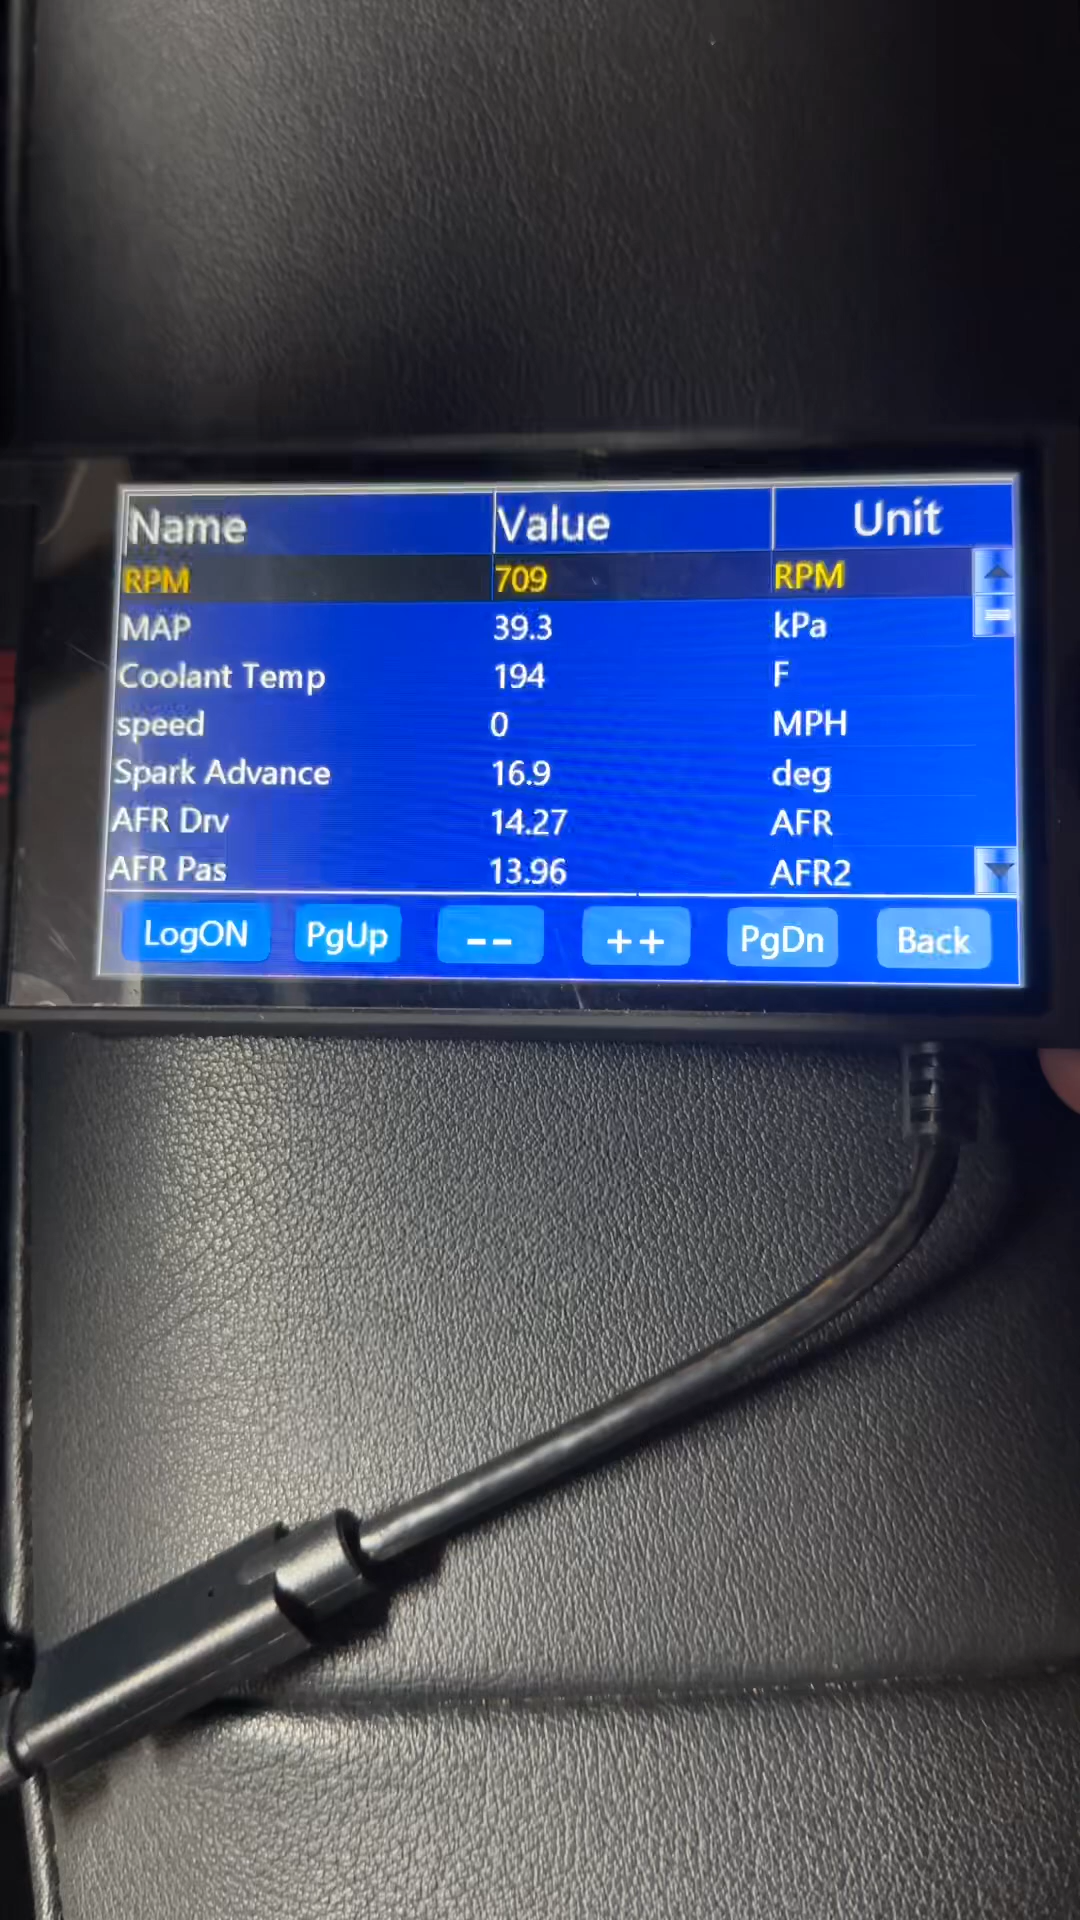 Name Value Unit
RPM 709 RPM
MAP 39.3 kPa
Coolant Temp 194 F
speed 0 MPH
Spark Advance 16.9 deg
AFR Drv 14.27 AFR
AFR Pas 13.96 AFR2
LogON PgUp -- ++ PgDn Back